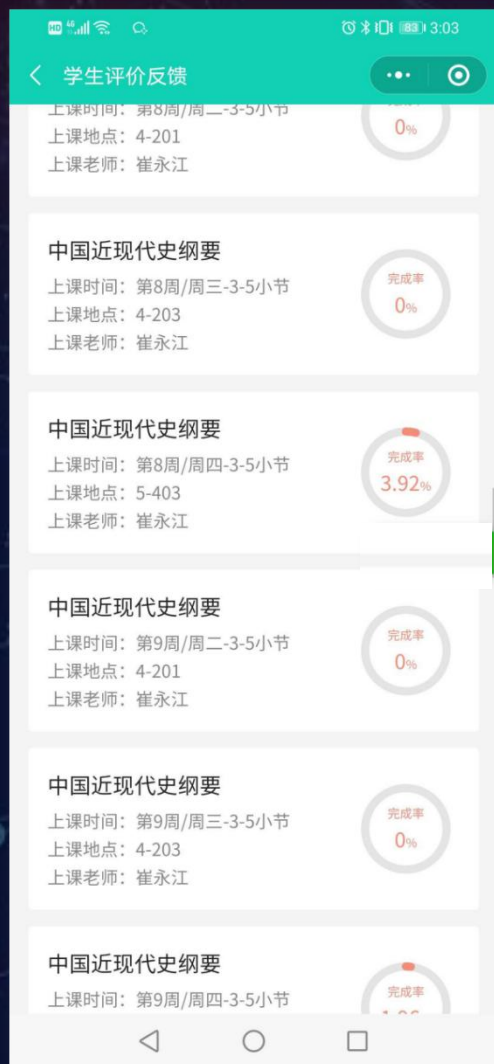 HD 46 83 3:03
学生评价反馈
上课时间：第8周/周二-3-5小节
上课地点：4-201
上课老师：崔永江
0%
中国近现代史纲要
上课时间：第8周/周三-3-5小节
上课地点：4-203
上课老师：崔永江
完成率
0%
中国近现代史纲要
上课时间：第8周/周四-3-5小节
上课地点：5-403
上课老师：崔永江
完成率
3.92%
中国近现代史纲要
上课时间：第9周/周二-3-5小节
上课地点：4-201
上课老师：崔永江
完成率
0%
中国近现代史纲要
上课时间：第9周/周三-3-5小节
上课地点：4-203
上课老师：崔永江
完成率
0%
中国近现代史纲要
上课时间：第9周/周四-3-5小节
完成率